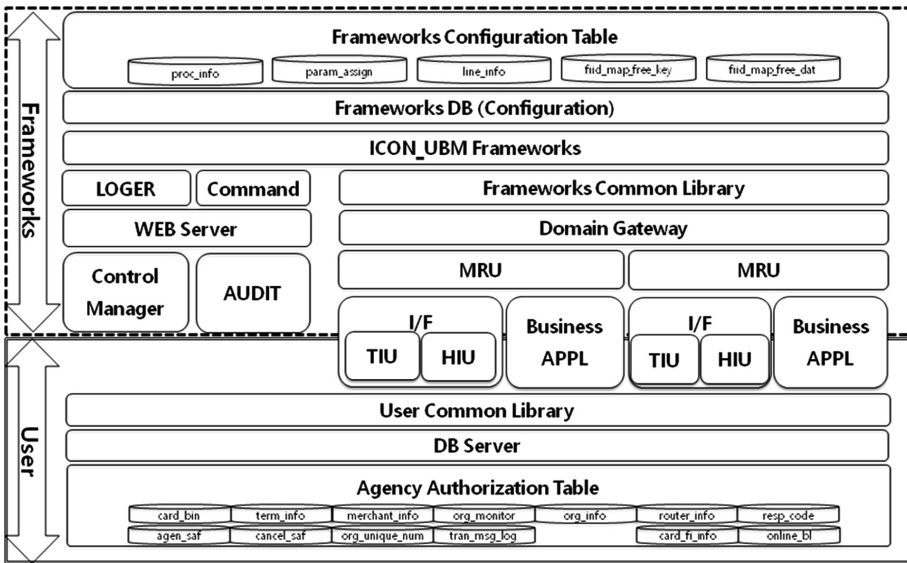 Frameworks Configuration Table
proc_info param_assign line_info fiid_map_free_key fiid_map_free_dat
Frameworks DB (Configuration)
ICON_UBM Frameworks
LOGER Command Frameworks Common Library
WEB Server Domain Gateway
Control
Manager
AUDIT
MRU MRU
I/F
TIU HIU
Business
APPL
I/F
TIU HIU
Business
APPL
Frameworks
User
User Common Library
DB Server
Agency Authorization Table
card_bin term_info merchant_info org_monitor org_info router_info resp_code
agen_saf cancel_saf org_unique_num tran_msg_log card_fi_info online_bl